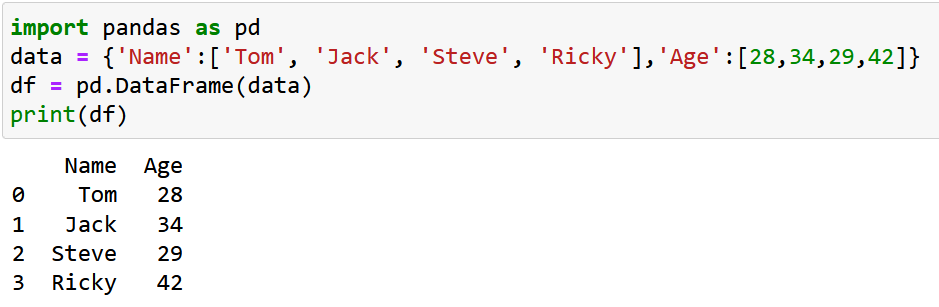 import pandas as pd
data = {'Name':['Tom', 'Jack', 'Steve', 'Ricky'],'Age':[28,34,29,42]}
df = pd.DataFrame(data)
print(df)
    Name  Age
0    Tom   28
1   Jack   34
2  Steve   29
3  Ricky   42